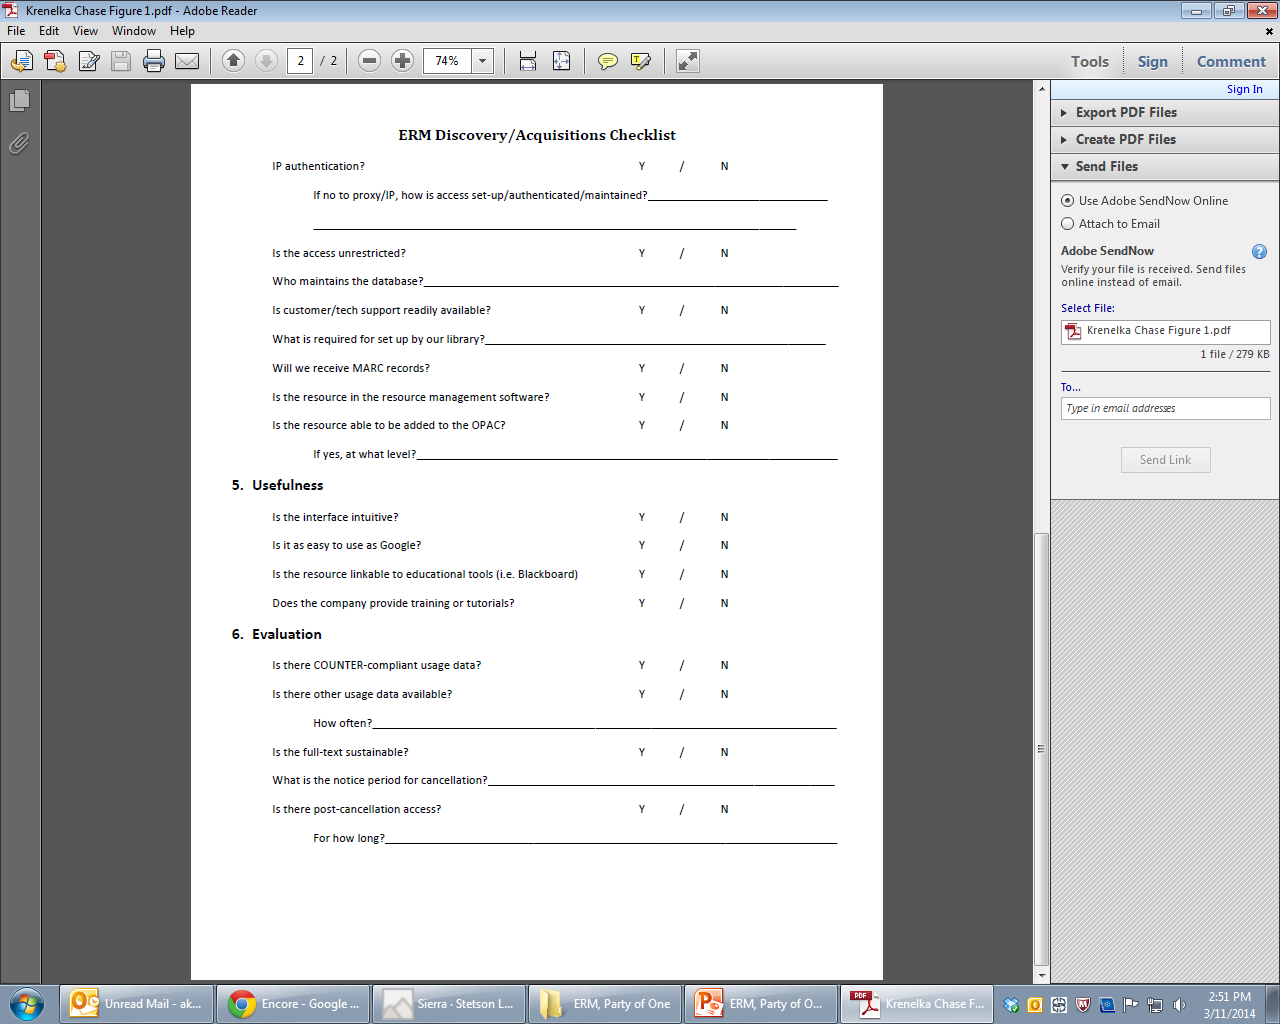 Krenelka Chase Figure 1.pdf - Adobe Reader
File Edit View Window Help
2 / 2 74% Tools Sign Comment
Sign In
Export PDF Files
Create PDF Files
Send Files
Use Adobe SendNow Online
Attach to Email
Adobe SendNow
Verify your file is received. Send files
online instead of email.
Select File:
Krenelka Chase Figure 1.pdf
1 file / 279 KB
To...
Type in email addresses
Send Link
ERM Discovery/Acquisitions Checklist
IP authentication? Y / N
If no to proxy/IP, how is access set-up/authenticated/maintained?
Is the access unrestricted? Y / N
Who maintains the database?
Is customer/tech support readily available? Y / N
What is required for set up by our library?
Will we receive MARC records? Y / N
Is the resource in the resource management software? Y / N
Is the resource able to be added to the OPAC? Y / N
If yes, at what level?
5. Usefulness
Is the interface intuitive? Y / N
Is it as easy to use as Google? Y / N
Is the resource linkable to educational tools (i.e. Blackboard) Y / N
Does the company provide training or tutorials? Y / N
6. Evaluation
Is there COUNTER-compliant usage data? Y / N
Is there other usage data available? Y / N
How often?
Is the full-text sustainable? Y / N
What is the notice period for cancellation?
Is there post-cancellation access? Y / N
For how long?
Unread Mail - ak... Encore - Google ... Sierra · Stetson L... ERM, Party of One ERM, Party of O... PDF Krenelka Chase F... 2:51 PM
3/11/2014